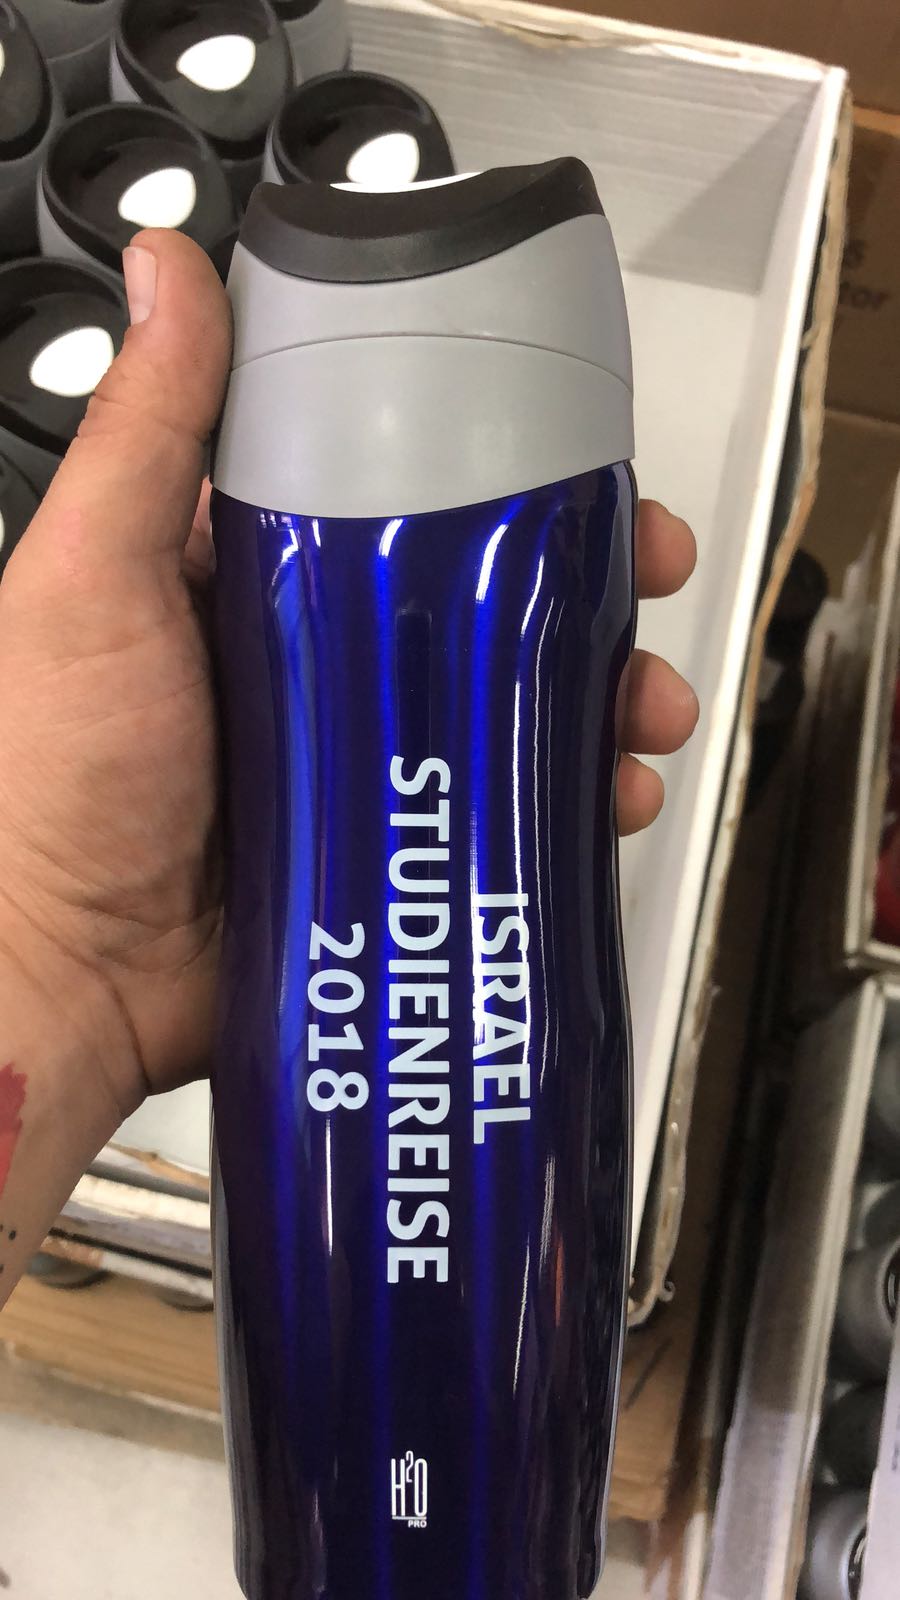 ISRAEL
STUDIENREISE
2018
H2O
PRO